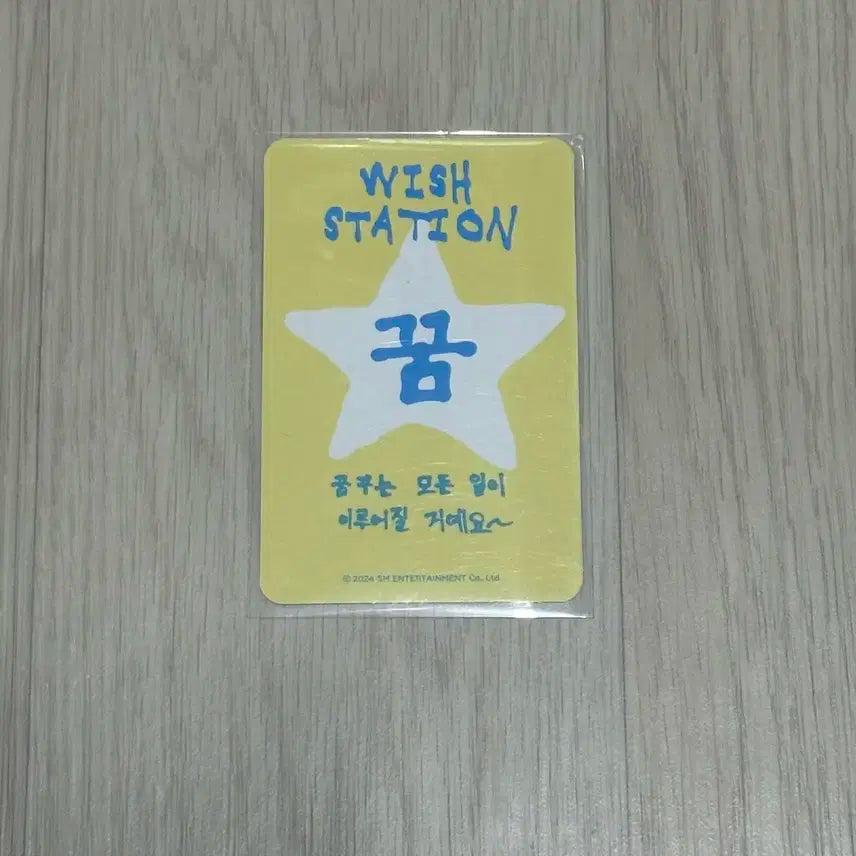 WISH
STATION
꿈
꿈꾸는 모든 일이
이루어질 거예요~
© 2024 SM ENTERTAINMENT Co., Ltd